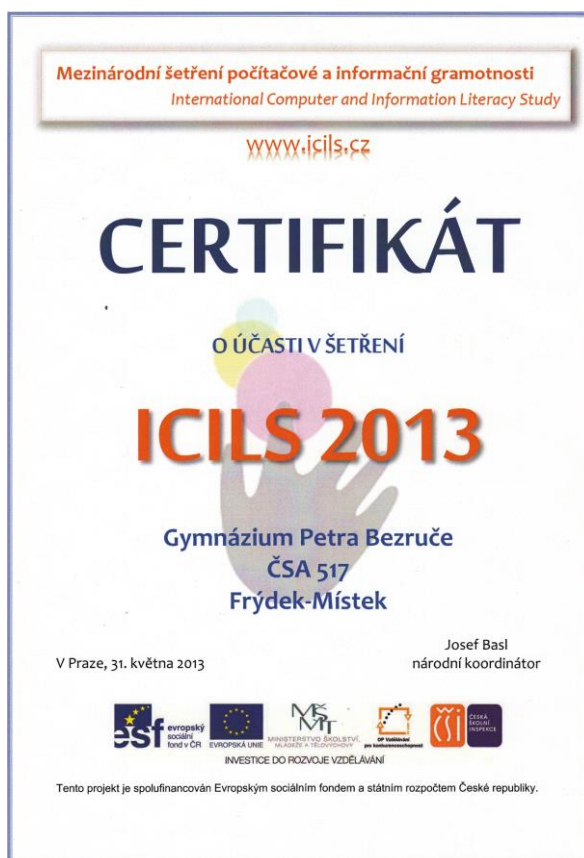 Mezinárodní šetření počítačové a informační gramotnosti
International Computer and Information Literacy Study
www.icils.cz
CERTIFIKÁT
O ÚČASTI V ŠETŘENÍ
ICILS 2013
Gymnázium Petra Bezruče
ČSA 517
Frýdek-Místek
Josef Basl
V Praze, 31. května 2013
národní koordinátor
esf evropský sociální fond v ČR
EVROPSKÁ UNIE
MŠMT
MINISTERSTVO ŠKOLSTVÍ,
MLÁDEŽE A TĚLOVÝCHOVY
OP Vzdělávání
pro konkurenceschopnost
ČŠI
ČESKÁ
ŠKOLNÍ
INSPEKCE
INVESTICE DO ROZVOJE VZDĚLÁVÁNÍ
Tento projekt je spolufinancován Evropským sociálním fondem a státním rozpočtem České republiky.